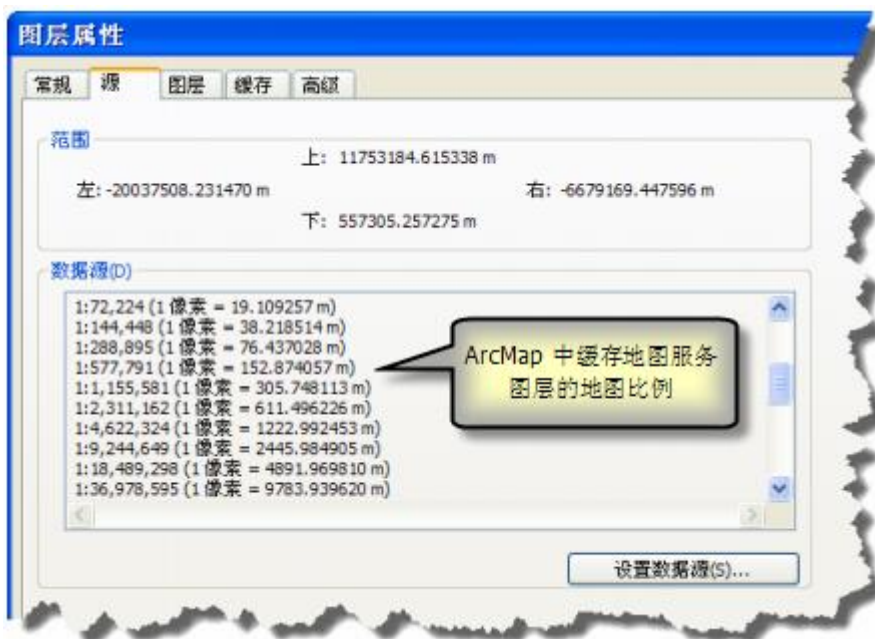 图层属性
常规 源 图层 缓存 高级
范围
上: 11753184.615338 m
左: -20037508.231470 m 右: -6679169.447596 m
下: 557305.257275 m
数据源(D)
1:72,224 (1 像素 = 19.109257 m)
1:144,448 (1 像素 = 38.218514 m)
1:288,895 (1 像素 = 76.437028 m)
1:577,791 (1 像素 = 152.874057 m)
1:1,155,581 (1 像素 = 305.748113 m)
1:2,311,162 (1 像素 = 611.496226 m)
1:4,622,324 (1 像素 = 1222.992453 m)
1:9,244,649 (1 像素 = 2445.984905 m)
1:18,489,298 (1 像素 = 4891.969810 m)
1:36,978,595 (1 像素 = 9783.939620 m)
ArcMap 中缓存地图服务
图层的地图比例
设置数据源(S)...